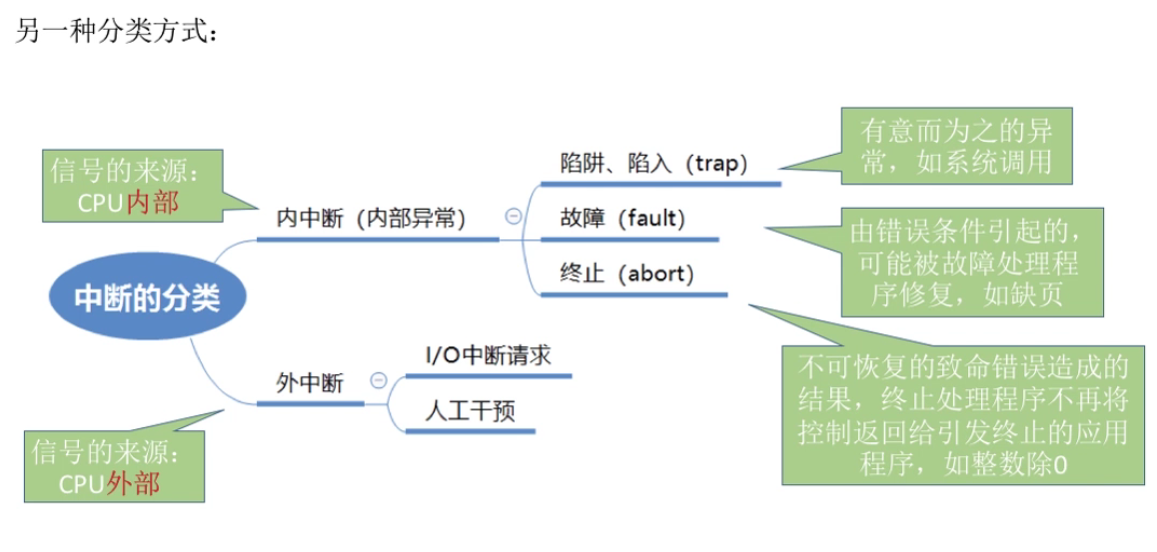 另一种分类方式：
信号的来源：
CPU内部
内中断（内部异常）
陷阱、陷入（trap）
有意而为之的异
常，如系统调用
故障（fault）
由错误条件引起的，
可能被故障处理程
序修复，如缺页
终止（abort）
不可恢复的致命错误造成的
结果，终止处理程序不再将
控制返回给引发终止的应用
程序，如整数除0
中断的分类
外中断
I/O中断请求
人工干预
信号的来源：
CPU外部